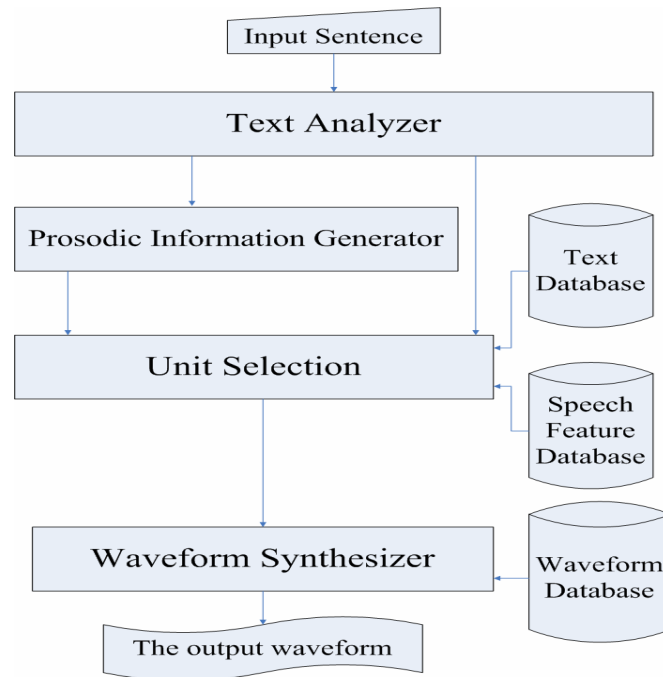 Input Sentence
Text Analyzer
Prosodic Information Generator
Text
Database
Unit Selection
Speech
Feature
Database
Waveform Synthesizer
Waveform
Database
The output waveform